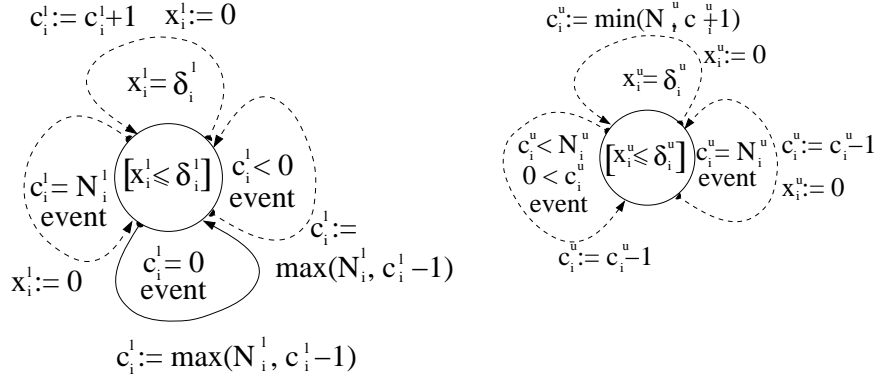 c_i^l := c_i^l+1
x_i^l := 0
x_i^l = δ_i^l
[x_i^l ≤ δ_i^l]
c_i^l = N_i^l
event
x_i^l := 0
c_i^l < 0
event
c_i^l :=
max(N_i^l, c_i^l −1)
c_i^l = 0
event
c_i^l := max(N_i^l, c_i^l −1)
c_i^u := min(N_i^u, c_i^u+1)
x_i^u := 0
x_i^u = δ_i^u
[x_i^u ≤ δ_i^u]
c_i^u < N_i^u
0 < c_i^u
event
c_i^u := c_i^u −1
c_i^u = N_i^u
event
c_i^u := c_i^u −1
x_i^u := 0